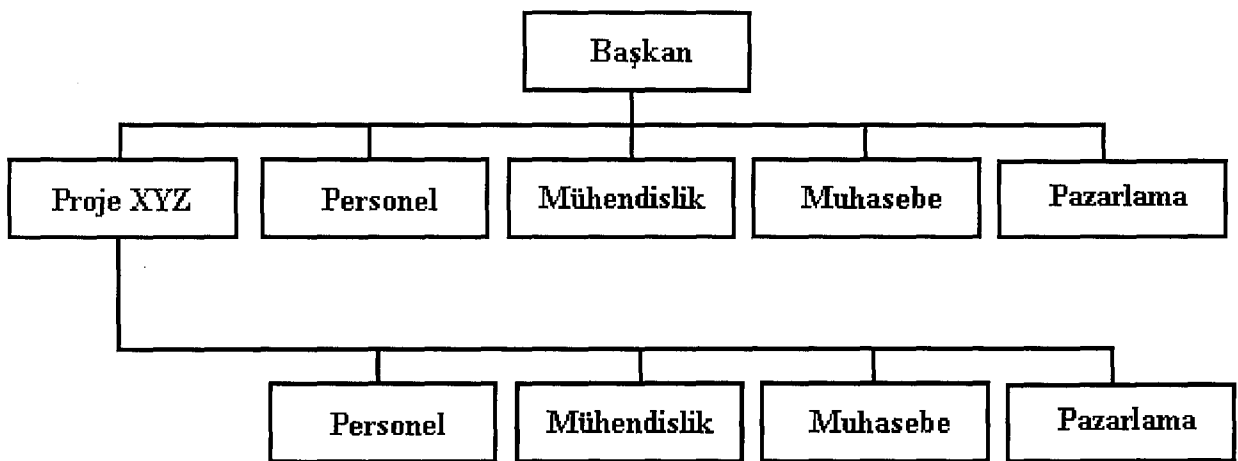 Başkan
Proje XYZ
Personel
Mühendislik
Muhasebe
Pazarlama
Personel
Mühendislik
Muhasebe
Pazarlama